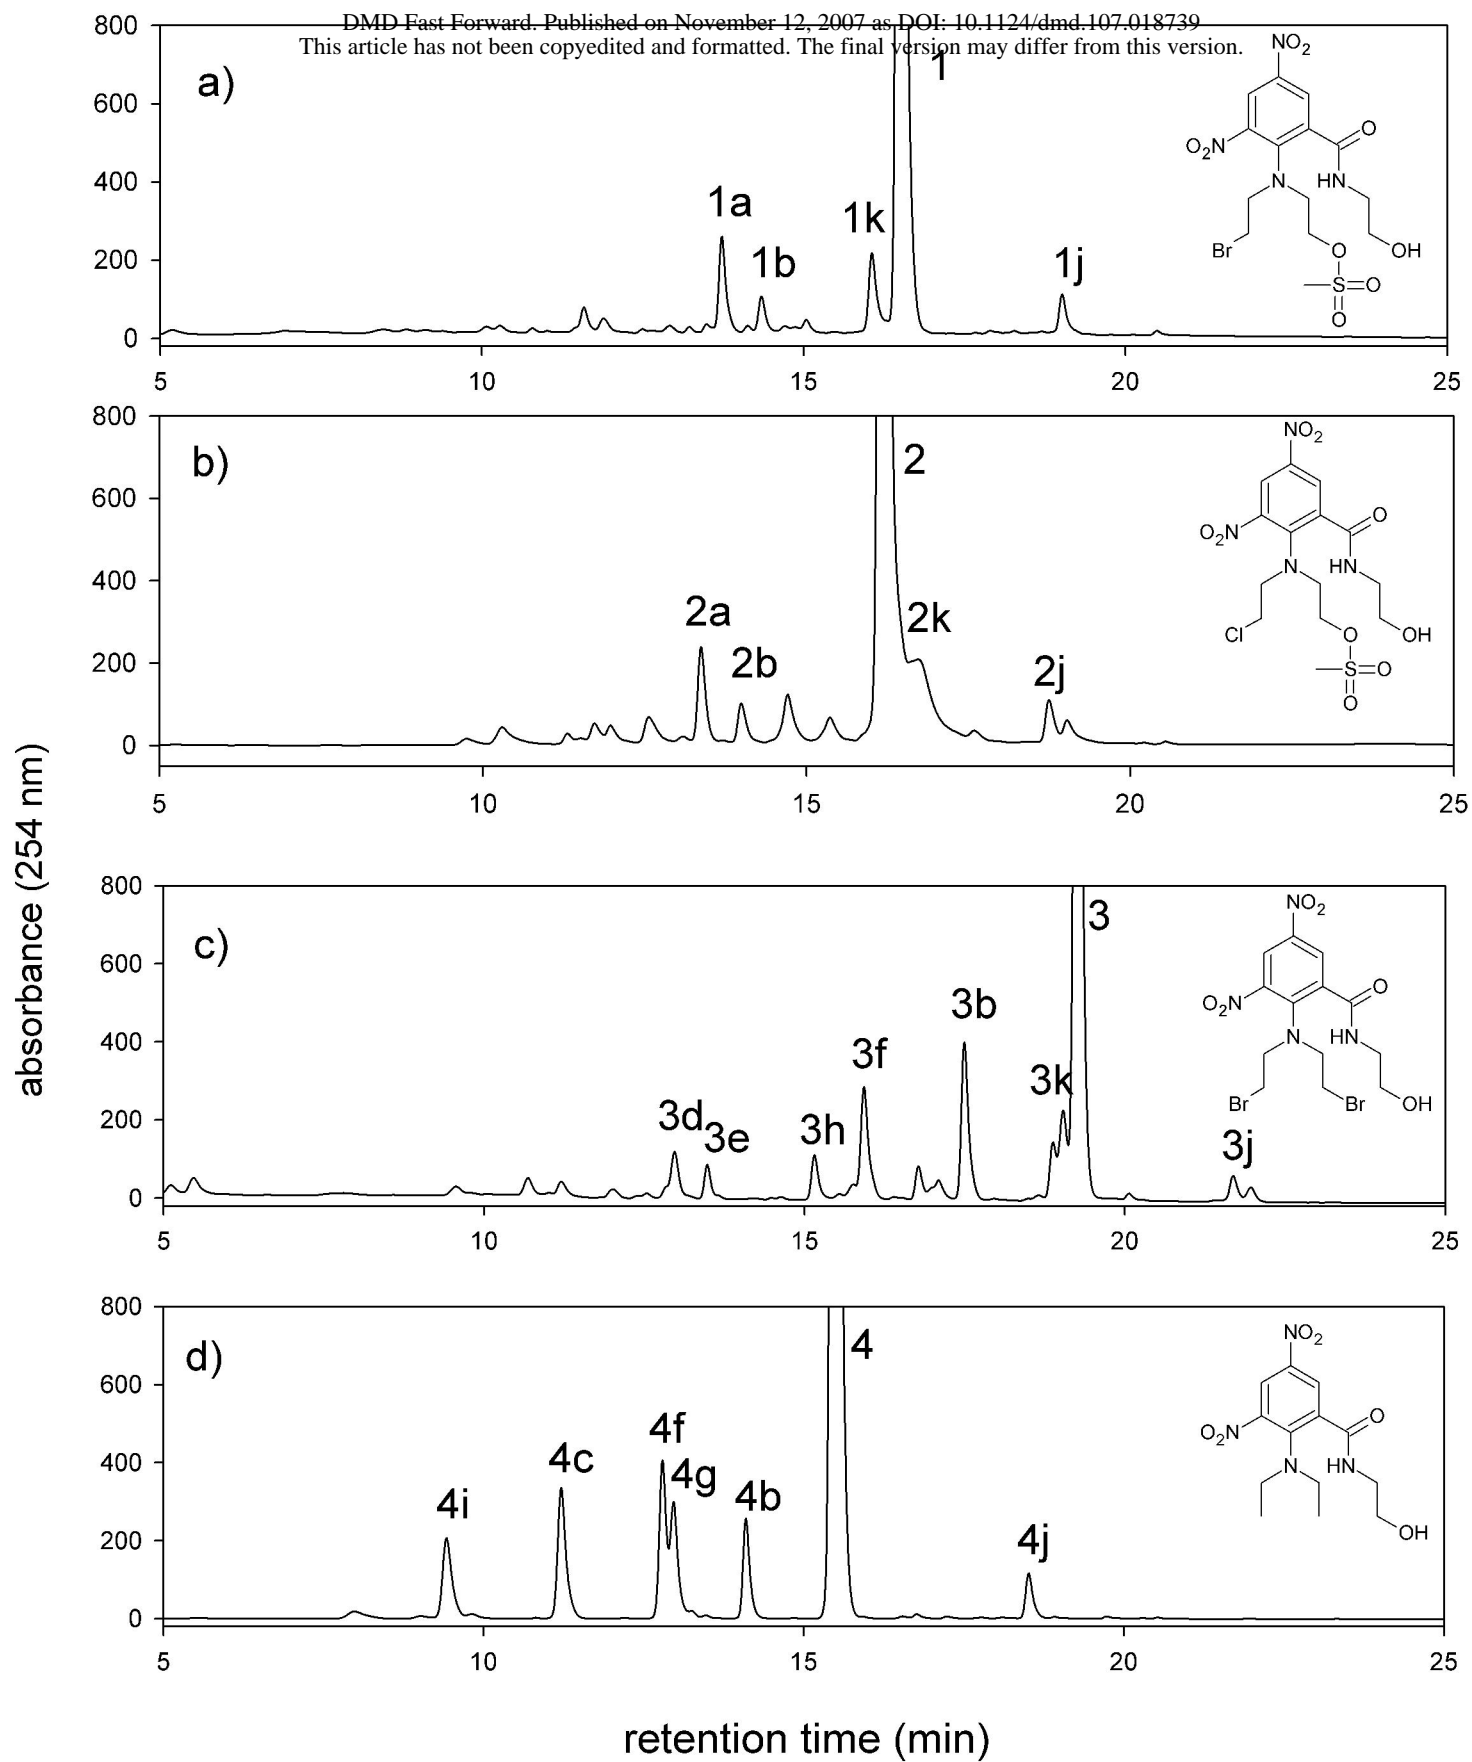 DMD Fast Forward. Published on November 12, 2007 as DOI: 10.1124/dmd.107.018739
This article has not been copyedited and formatted. The final version may differ from this version.
absorbance (254 nm)
a)
800
600
400
200
0
5 10 15 20 25
1a
1b
1k
1
1j
NO2
O2N
O
N
HN
Br
O
OH
S=O
O
b)
800
600
400
200
0
5 10 15 20 25
2a
2b
2
2k
2j
NO2
O2N
O
N
HN
Cl
O
OH
S=O
O
c)
800
600
400
200
0
5 10 15 20 25
3d
3e
3h
3f
3b
3k
3
3j
NO2
O2N
O
N
HN
Br
Br
OH
d)
800
600
400
200
0
5 10 15 20 25
4i
4c
4f
4g
4b
4
4j
NO2
O2N
O
N
HN
OH
retention time (min)